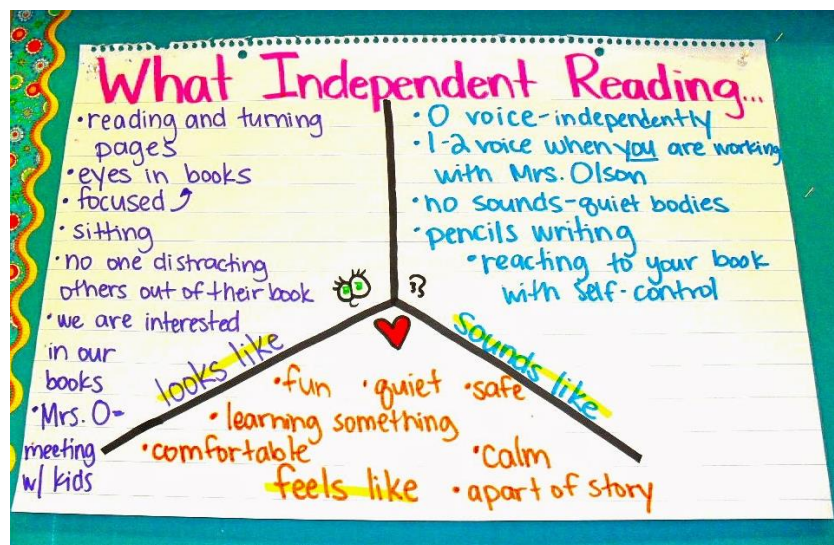 What Independent Reading...
•reading and turning
pages
•eyes in books
•focused
•sitting
•no one distracting
others out of their book
•we are interested
in our
books
•Mrs. O-
meeting
w/ kids
looks like
•0 voice-independently
•1-2 voice when you are working
with Mrs. Olson
•no sounds-quiet bodies
•pencils writing
•reacting to your book
with self-control
sounds like
•fun •quiet •safe
•learning something
•comfortable •calm
feels like •apart of story